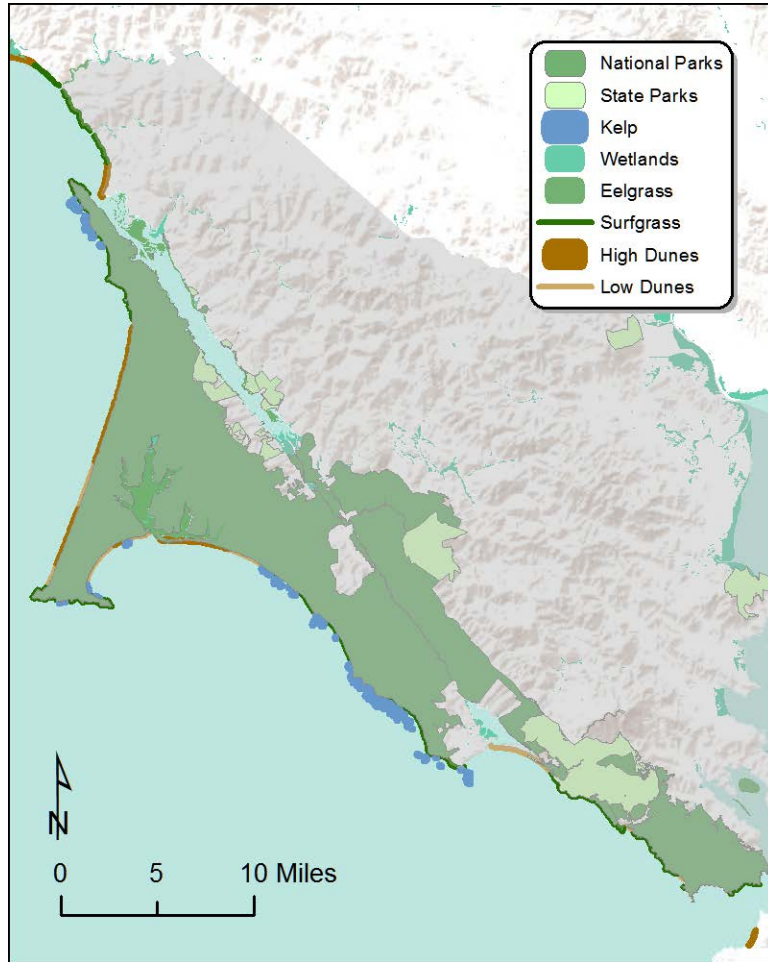 National Parks
State Parks
Kelp
Wetlands
Eelgrass
Surfgrass
High Dunes
Low Dunes
N
0 5 10 Miles